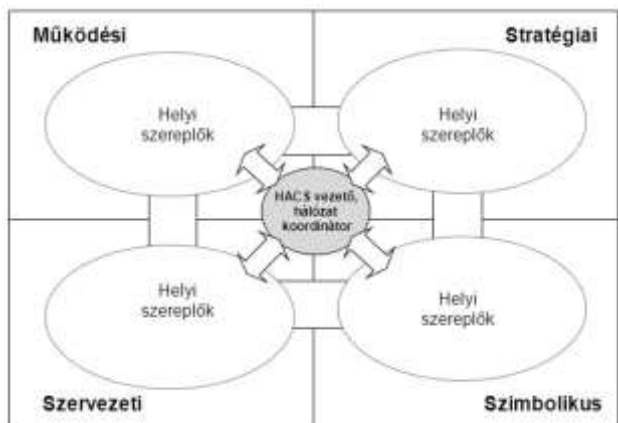 Működési
Stratégiai
Helyi
szereplők
Helyi
szereplők
HACS vezető,
hálózat
koordinátor
Helyi
szereplők
Helyi
szereplők
Szervezeti
Szimbolikus